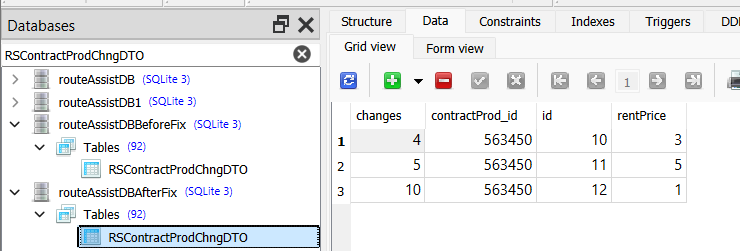 Databases
RSContractProdChngDTO
routeAssistDB (SQLite 3)
routeAssistDB1 (SQLite 3)
routeAssistDBBeforeFix (SQLite 3)
Tables (92)
RSContractProdChngDTO
routeAssistDBAfterFix (SQLite 3)
Tables (92)
RSContractProdChngDTO
Structure Data Constraints Indexes Triggers DD
Grid view Form view
1
changes contractProd_id id rentPrice
1 4 563450 10 3
2 5 563450 11 5
3 10 563450 12 1